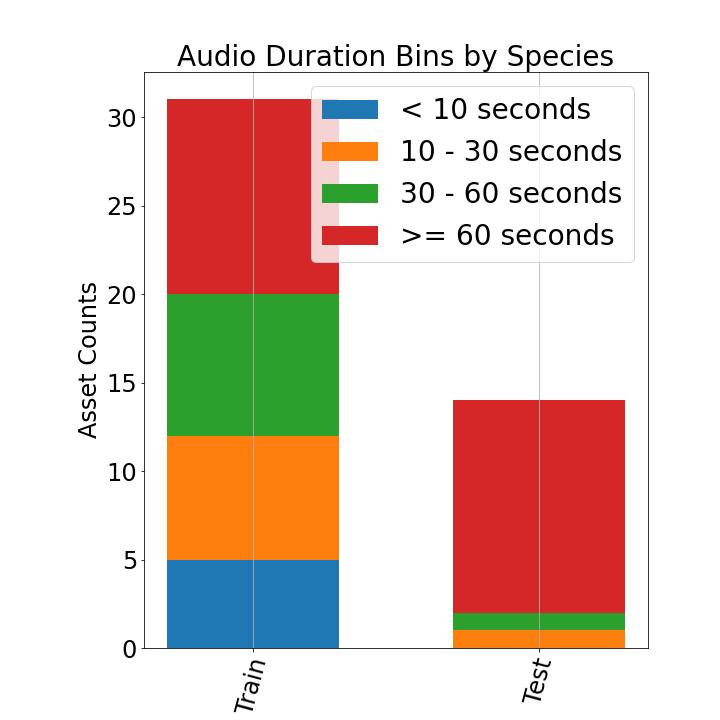 Audio Duration Bins by Species
< 10 seconds
10 - 30 seconds
30 - 60 seconds
>= 60 seconds
Asset Counts
30
25
20
15
10
5
0
Train
Test